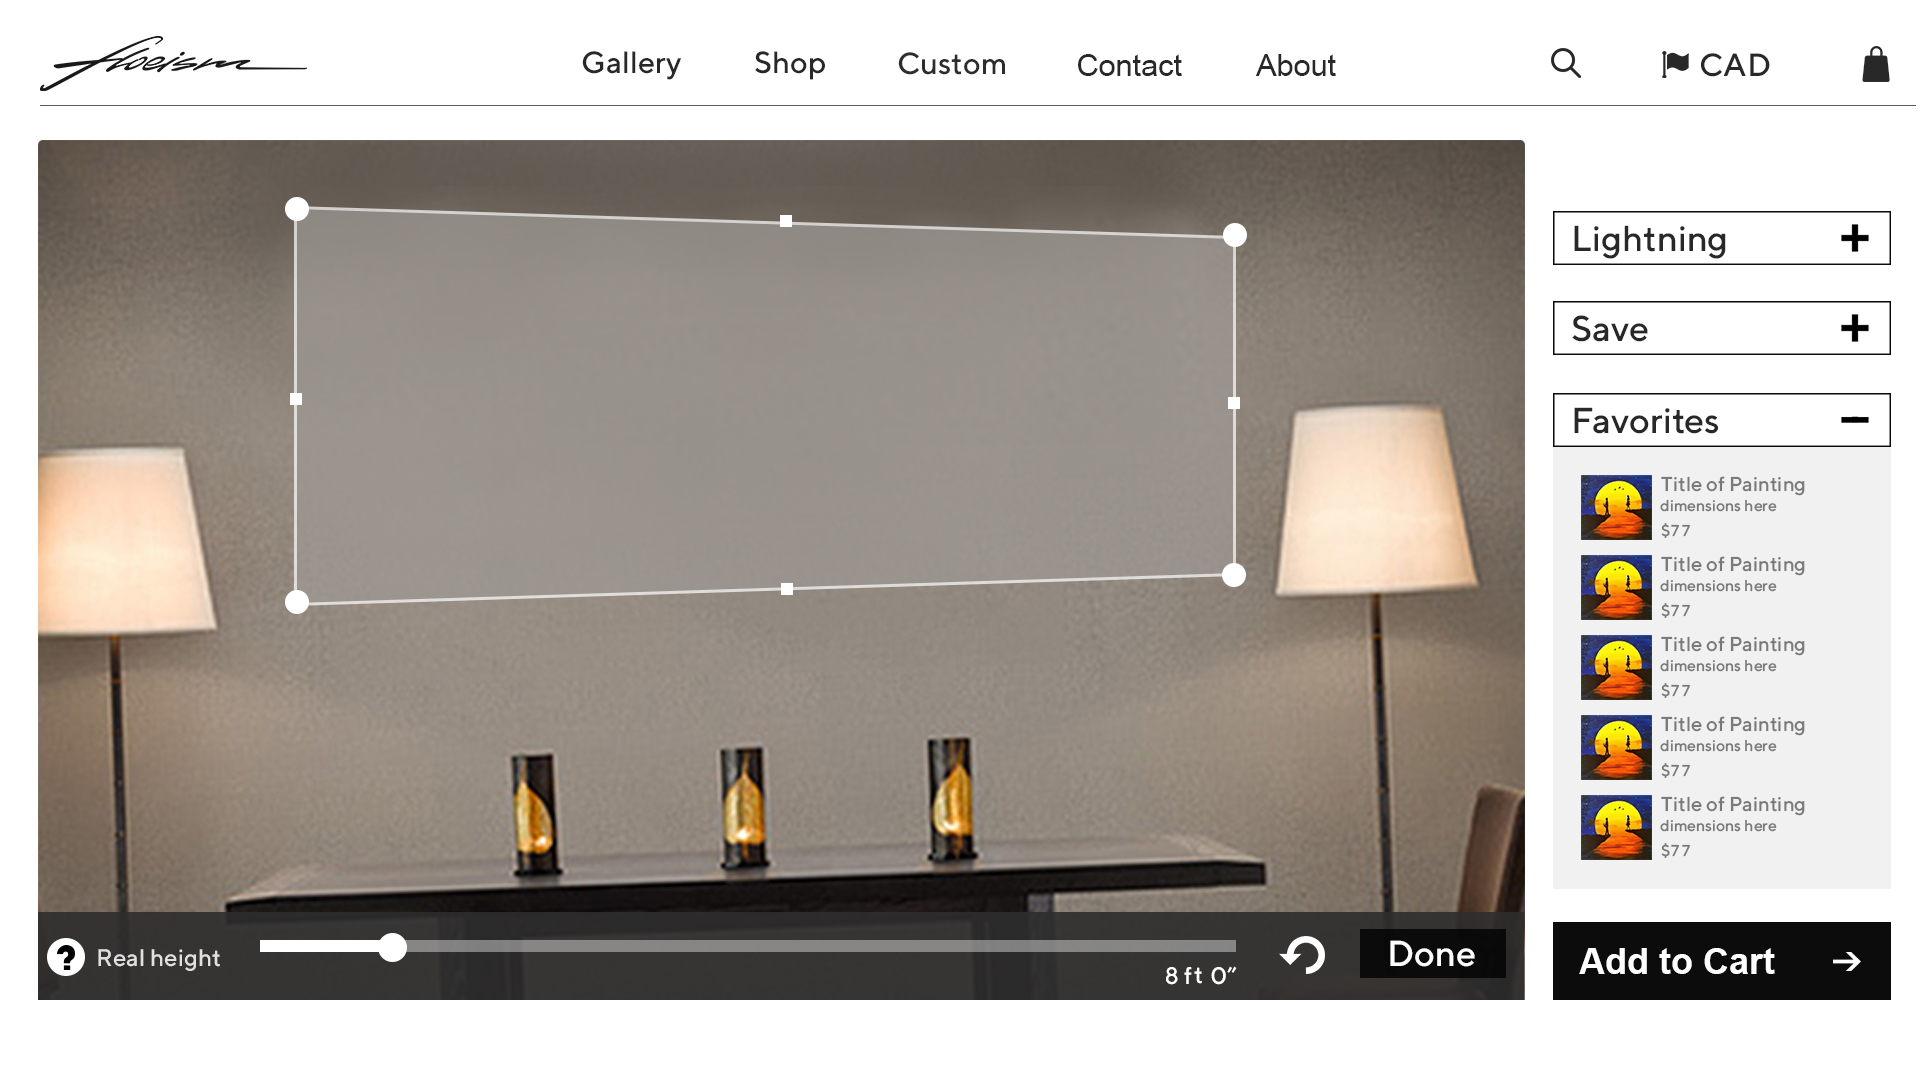 floeism
Gallery
Shop
Custom
Contact
About
CAD
Lightning
Save
Favorites
Title of Painting
dimensions here
$77
Title of Painting
dimensions here
$77
Title of Painting
dimensions here
$77
Title of Painting
dimensions here
$77
Title of Painting
dimensions here
$77
? Real height
8 ft 0”
Done
Add to Cart